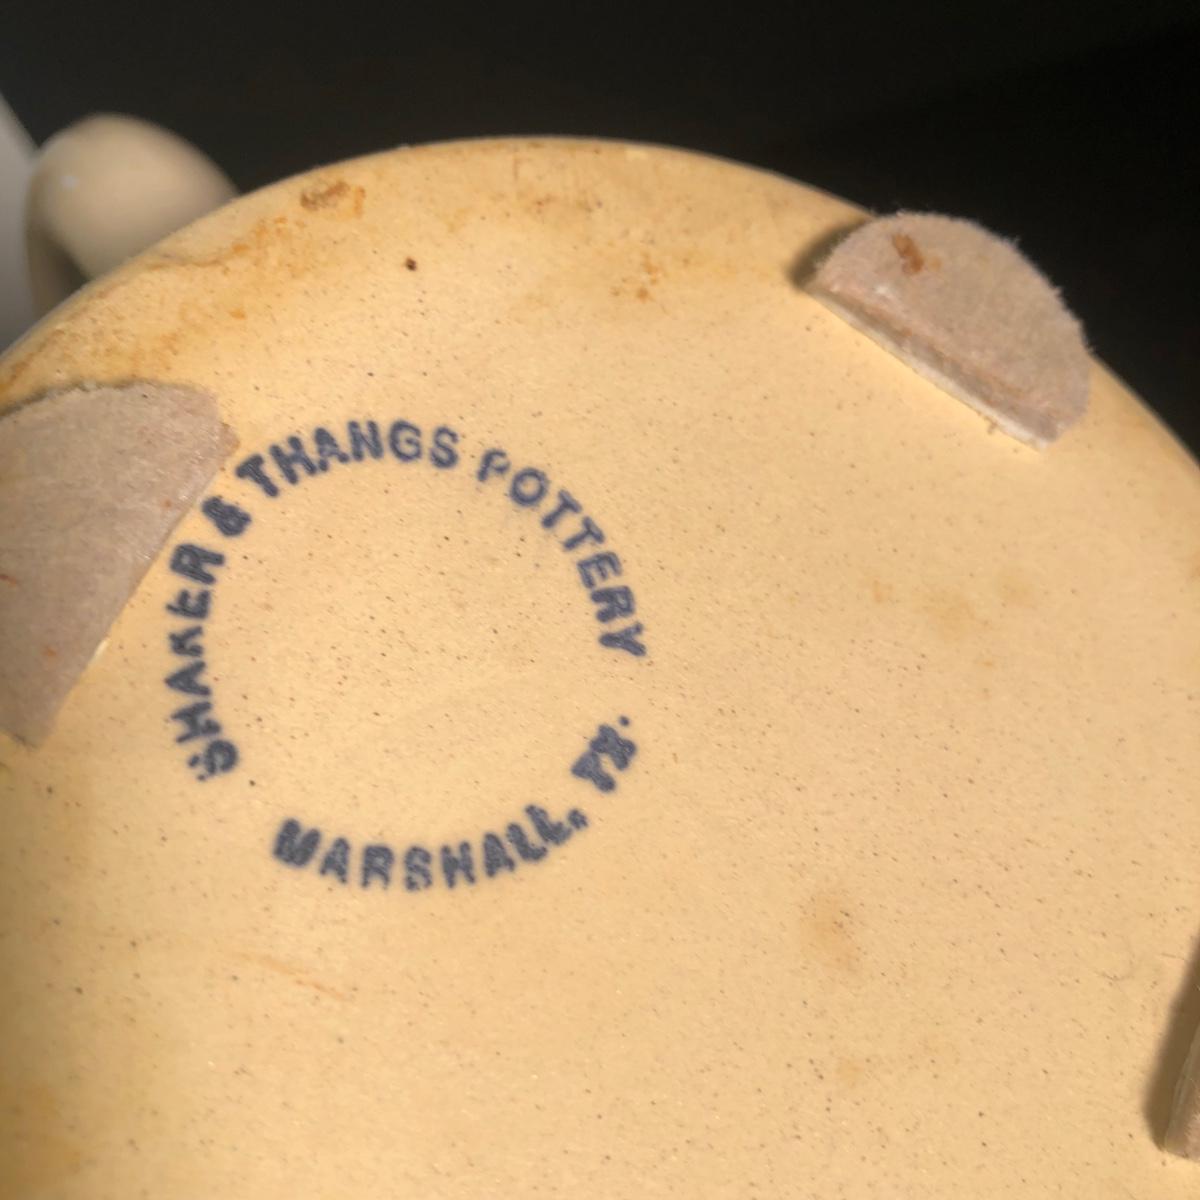 SHAKER & THANGS POTTERY
MARSHALL, TX.